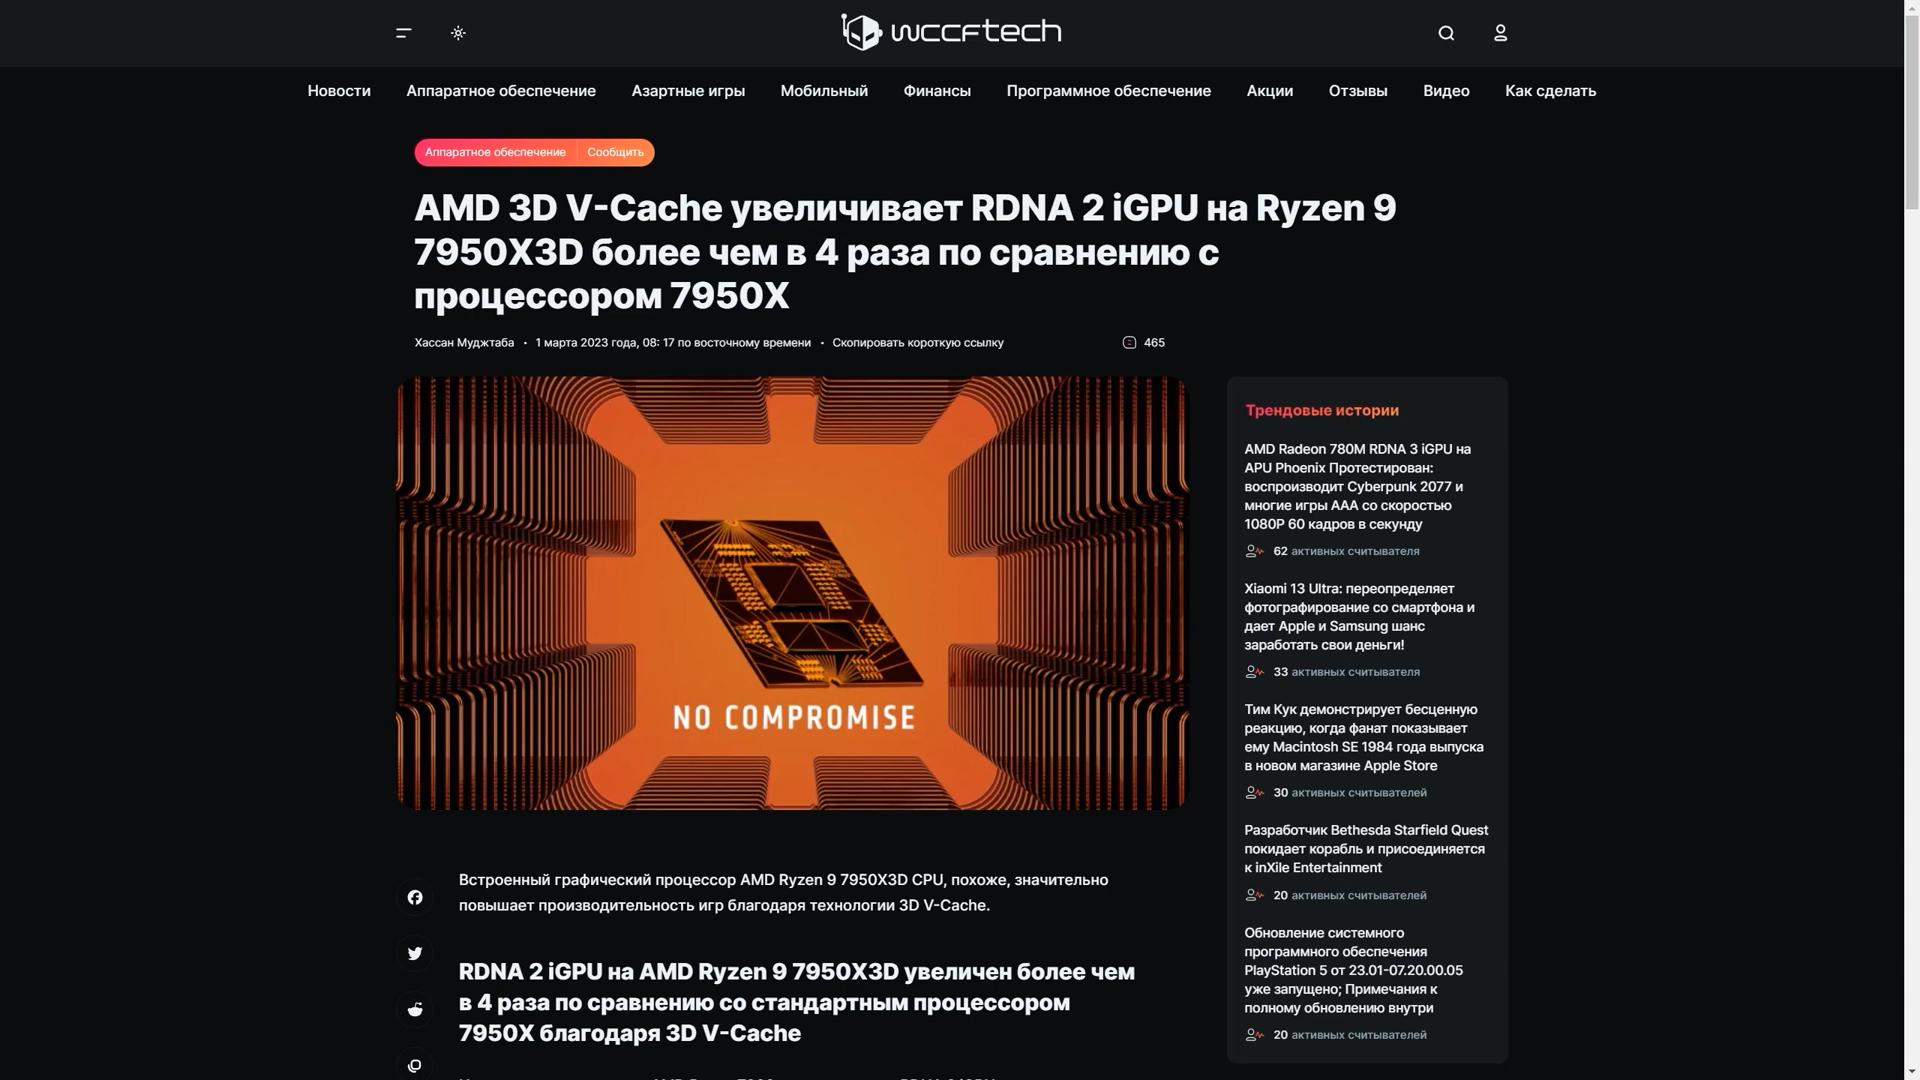 wccftech
Новости Аппаратное обеспечение Азартные игры Мобильный Финансы Программное обеспечение Акции Отзывы Видео Как сделать
Аппаратное обеспечение Сообщить
AMD 3D V-Cache увеличивает RDNA 2 iGPU на Ryzen 9
7950X3D более чем в 4 раза по сравнению с
процессором 7950X
Хассан Муджтаба • 1 марта 2023 года, 08: 17 по восточному времени • Скопировать короткую ссылку 465
NO COMPROMISE
Встроенный графический процессор AMD Ryzen 9 7950X3D CPU, похоже, значительно
повышает производительность игр благодаря технологии 3D V-Cache.
RDNA 2 iGPU на AMD Ryzen 9 7950X3D увеличен более чем
в 4 раза по сравнению со стандартным процессором
7950X благодаря 3D V-Cache
Трендовые истории
AMD Radeon 780M RDNA 3 iGPU на
APU Phoenix Протестирован:
воспроизводит Cyberpunk 2077 и
многие игры AAA со скоростью
1080P 60 кадров в секунду
62 активных считывателя
Xiaomi 13 Ultra: переопределяет
фотографирование со смартфона и
дает Apple и Samsung шанс
заработать свои деньги!
33 активных считывателя
Тим Кук демонстрирует бесценную
реакцию, когда фанат показывает
ему Macintosh SE 1984 года выпуска
в новом магазине Apple Store
30 активных считывателей
Разработчик Bethesda Starfield Quest
покидает корабль и присоединяется
к inXile Entertainment
20 активных считывателей
Обновление системного
программного обеспечения
PlayStation 5 от 23.01-07.20.00.05
уже запущено; Примечания к
полному обновлению внутри
20 активных считывателей